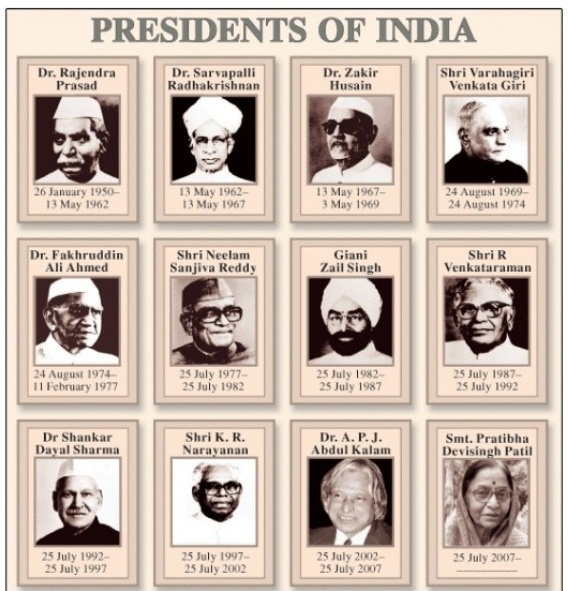 PRESIDENTS OF INDIA
Dr. Rajendra
Prasad
26 January 1950–
13 May 1962
Dr. Sarvapalli
Radhakrishnan
13 May 1962–
13 May 1967
Dr. Zakir
Husain
13 May 1967–
3 May 1969
Shri Varahagiri
Venkata Giri
24 August 1969–
24 August 1974
Dr. Fakhruddin
Ali Ahmed
24 August 1974–
11 February 1977
Shri Neelam
Sanjiva Reddy
25 July 1977–
25 July 1982
Giani
Zail Singh
25 July 1982–
25 July 1987
Shri R
Venkataraman
25 July 1987–
25 July 1992
Dr Shankar
Dayal Sharma
25 July 1992–
25 July 1997
Shri K. R.
Narayanan
25 July 1997–
25 July 2002
Dr. A. P. J.
Abdul Kalam
25 July 2002–
25 July 2007
Smt. Pratibha
Devisingh Patil
25 July 2007–